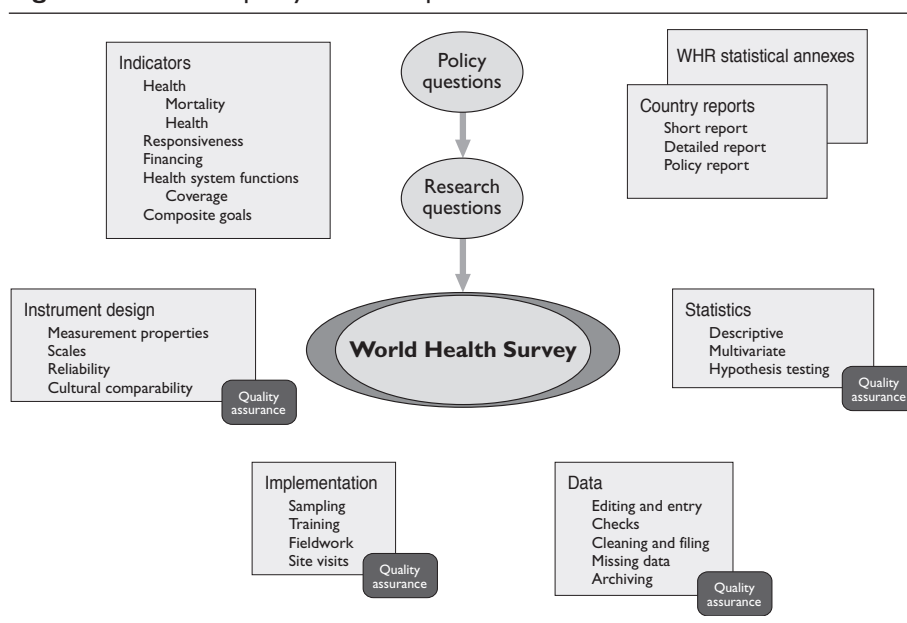 Indicators
Health
Mortality
Health
Responsiveness
Financing
Health system functions
Coverage
Composite goals
Policy
questions
Research
questions
WHR statistical annexes
Country reports
Short report
Detailed report
Policy report
Instrument design
Measurement properties
Scales
Reliability
Cultural comparability
Quality
assurance
World Health Survey
Statistics
Descriptive
Multivariate
Hypothesis testing
Quality
assurance
Implementation
Sampling
Training
Fieldwork
Site visits
Quality
assurance
Data
Editing and entry
Checks
Cleaning and filing
Missing data
Archiving
Quality
assurance